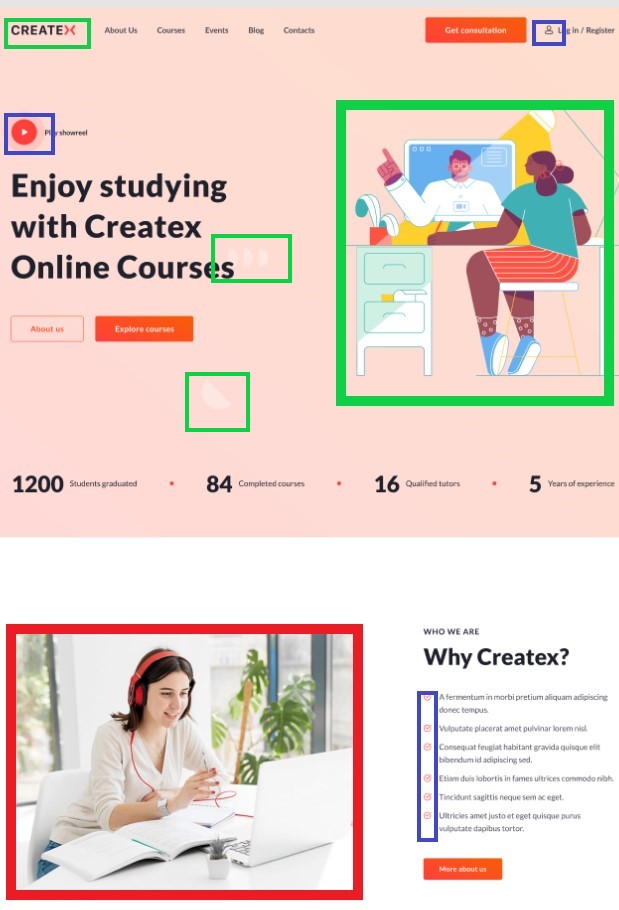 CREATEX
About Us
Courses
Events
Blog
Contacts
Get consultation
Log in / Register
Play showreel
Enjoy studying
with Createx
Online Courses
About us
Explore courses
1200 Students graduated
84 Completed courses
16 Qualified tutors
5 Years of experience
WHO WE ARE
Why Createx?
A fermentum in morbi pretium aliquam adipiscing
donec tempus.
Vulputate placerat amet pulvinar lorem nisl.
Consequat feugiat habitant gravida quisque elit
bibendum id adipiscing sed.
Etiam duis lobortis in fames ultrices commodo nibh.
Tincidunt sagittis neque sem ac eget.
Ultricies amet justo et eget quisque purus
vulputate dapibus tortor.
More about us